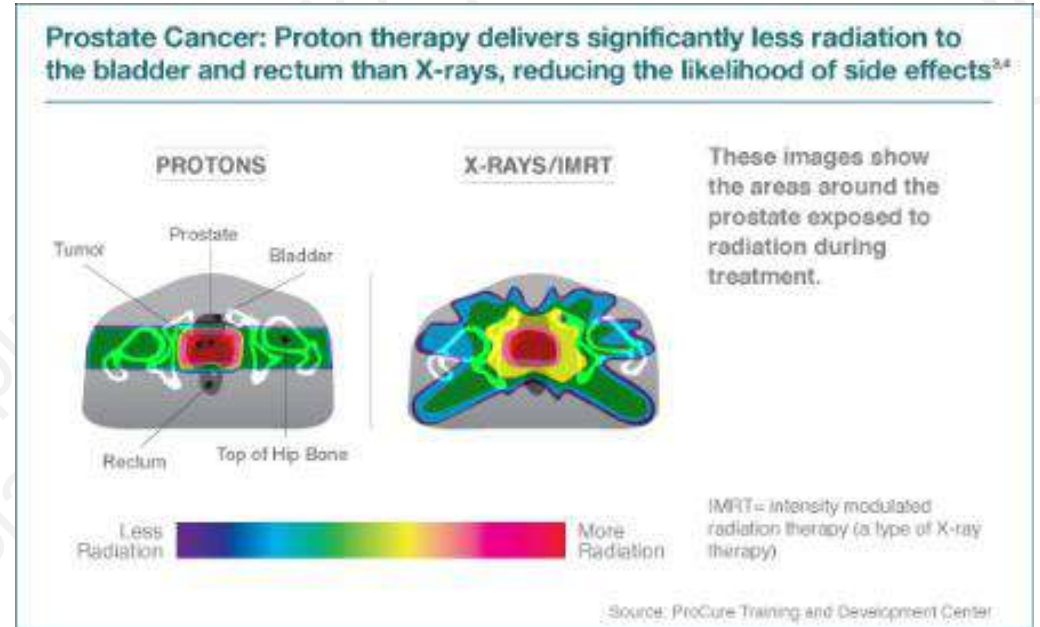 Prostate Cancer: Proton therapy delivers significantly less radiation to
the bladder and rectum than X-rays, reducing the likelihood of side effects³,⁴
PROTONS
X-RAYS/IMRT
These images show
the areas around the
prostate exposed to
radiation during
treatment.
Tumor
Prostate
Bladder
Rectum
Top of Hip Bone
Less
Radiation
More
Radiation
IMRT= intensity modulated
radiation therapy (a type of X-ray
therapy)
Source: ProCure Training and Development Center